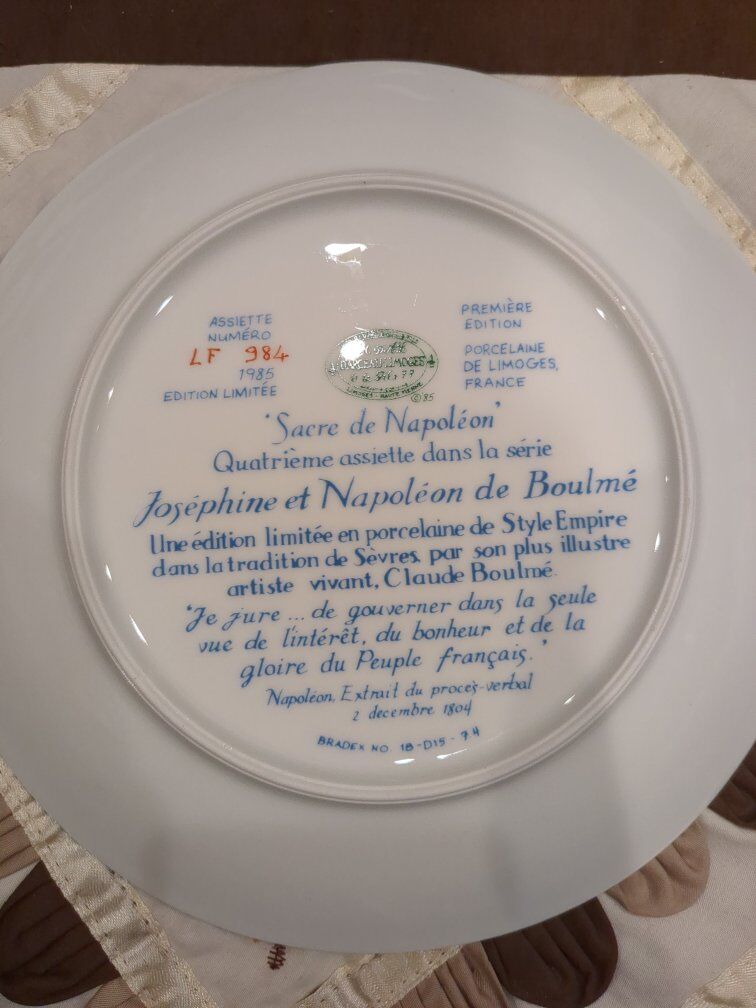 ASSIETTE
NUMÉRO
LF 984
1985
EDITION LIMITÉE
PREMIÈRE
EDITION
PORCELAINE
DE LIMOGES,
FRANCE
LIMOGES
©85
'Sacre de Napoléon'
Quatrième assiette dans la série
Joséphine et Napoléon de Boulmé
Une édition limitée en porcelaine de Style Empire
dans la tradition de Sèvres par son plus illustre
artiste vivant, Claude Boulmé.
'Je jure ... de gouverner dans la seule
vue de l'intérêt, du bonheur et de la
gloire du Peuple français.'
Napoléon, Extrait du procès-verbal
2 decembre 1804
BRADEX NO. 18-D15-9.4